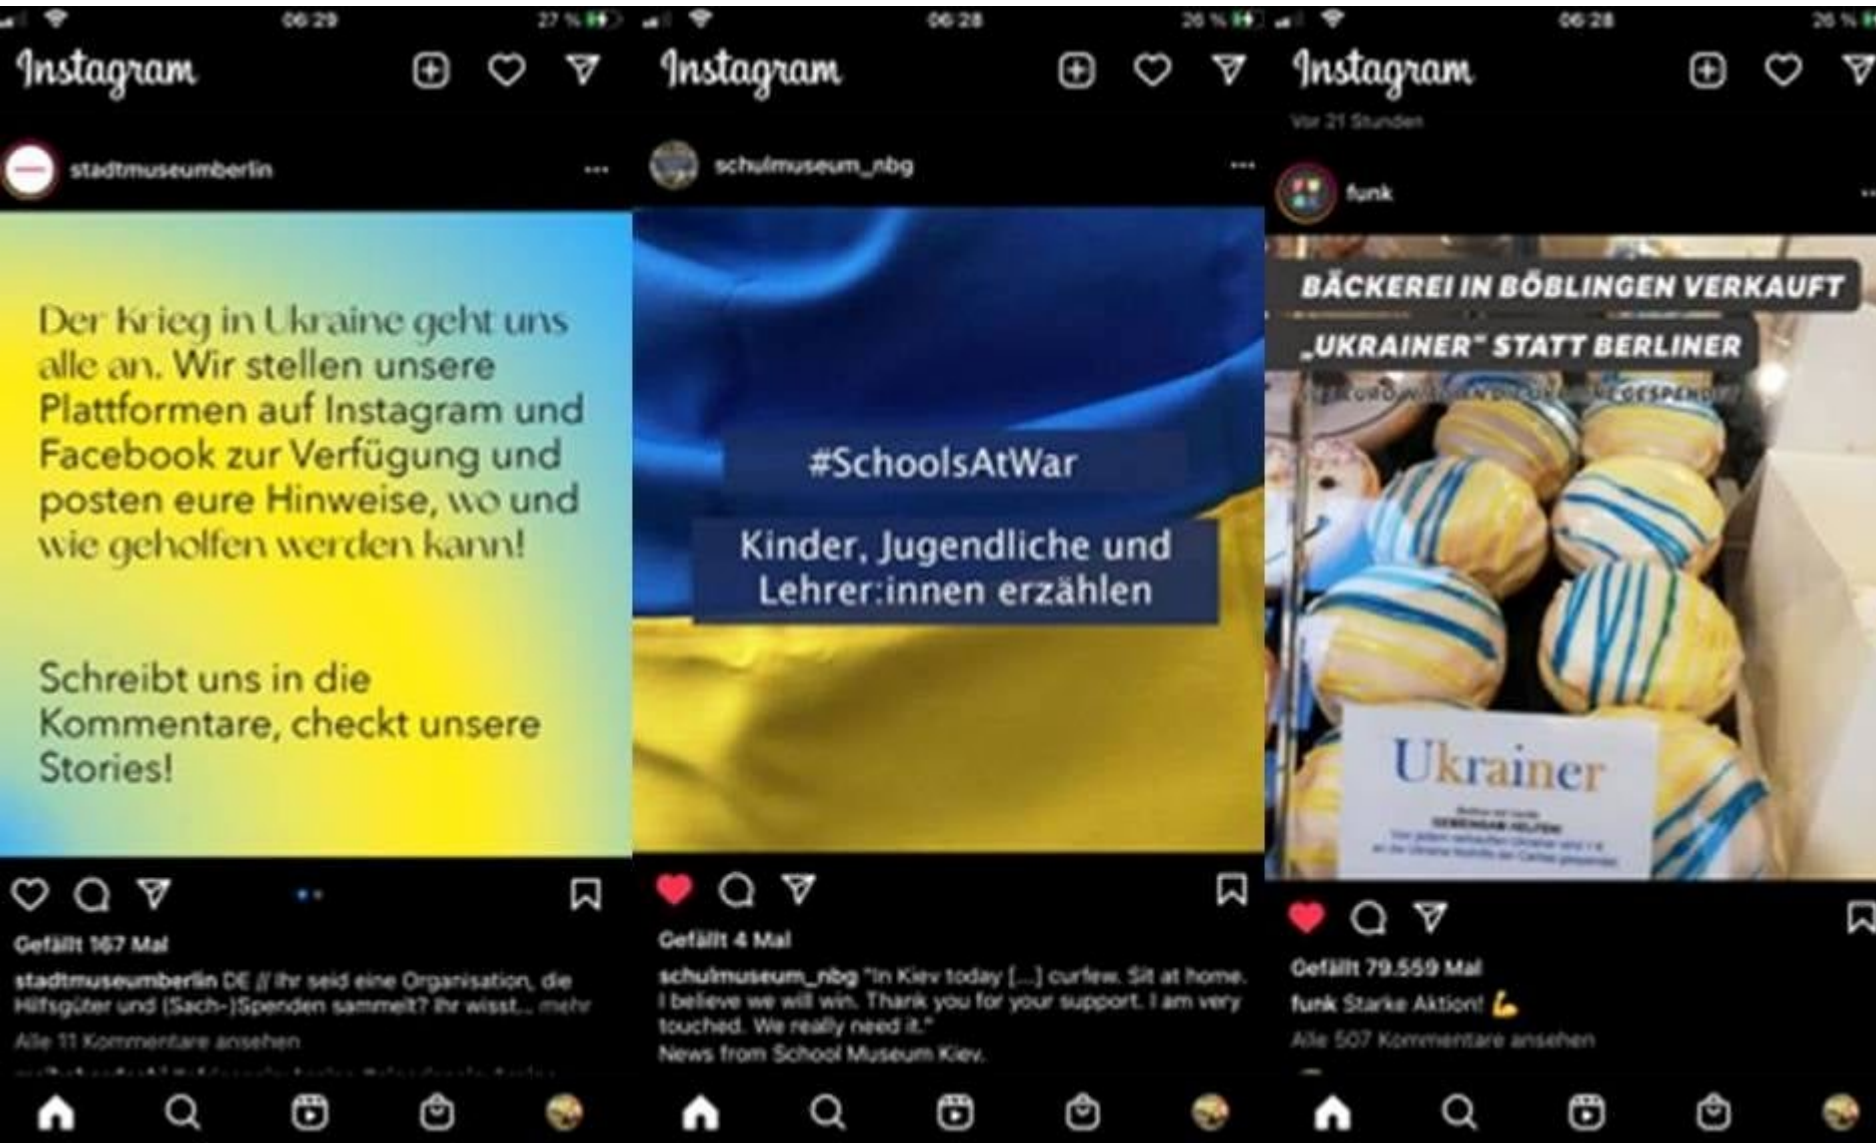 06:29
27 %
Instagram
stadtmuseumberlin
Der Krieg in Ukraine geht uns
alle an. Wir stellen unsere
Plattformen auf Instagram und
Facebook zur Verfügung und
posten eure Hinweise, wo und
wie geholfen werden kann!
Schreibt uns in die
Kommentare, checkt unsere
Stories!
Gefällt 167 Mal
stadtmuseumberlin DE // Ihr seid eine Organisation, die
Hilfsgüter und (Sach-)Spenden sammelt? Ihr wisst... mehr
Alle 11 Kommentare ansehen
06:28
26 %
Instagram
schulmuseum_nbg
#SchoolsAtWar
Kinder, Jugendliche und
Lehrer:innen erzählen
Gefällt 4 Mal
schulmuseum_nbg "In Kiev today [...] curfew. Sit at home.
I believe we will win. Thank you for your support. I am very
touched. We really need it."
News from School Museum Kiev.
06:28
26 %
Instagram
Vor 21 Stunden
funk
BÄCKEREI IN BÖBLINGEN VERKAUFT
„UKRAINER" STATT BERLINER
Ukrainer
GEMEINSAM HELFEN!
Gefällt 79.559 Mal
funk Starke Aktion! 💪
Alle 507 Kommentare ansehen